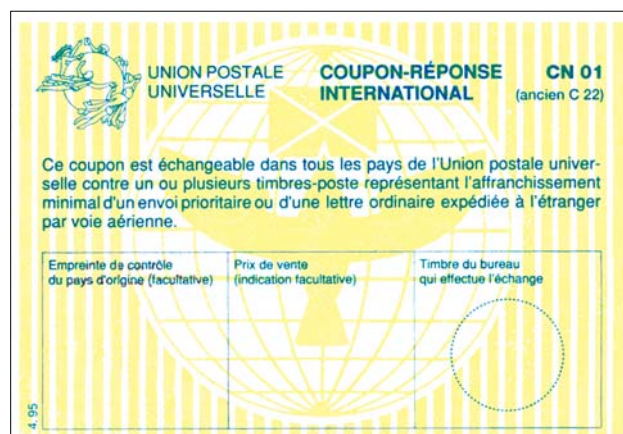 UNION POSTALE
UNIVERSELLE
COUPON-RÉPONSE
INTERNATIONAL
CN 01
(ancien C 22)
Ce coupon est échangeable dans tous les pays de l'Union postale univer-
selle contre un ou plusieurs timbres-poste représentant l'affranchissement
minimal d'un envoi prioritaire ou d'une lettre ordinaire expédiée à l'étranger
par voie aérienne.
Empreinte de contrôle
du pays d'origine (facultative)
Prix de vente
(indication facultative)
Timbre du bureau
qui effectue l'échange
4.95